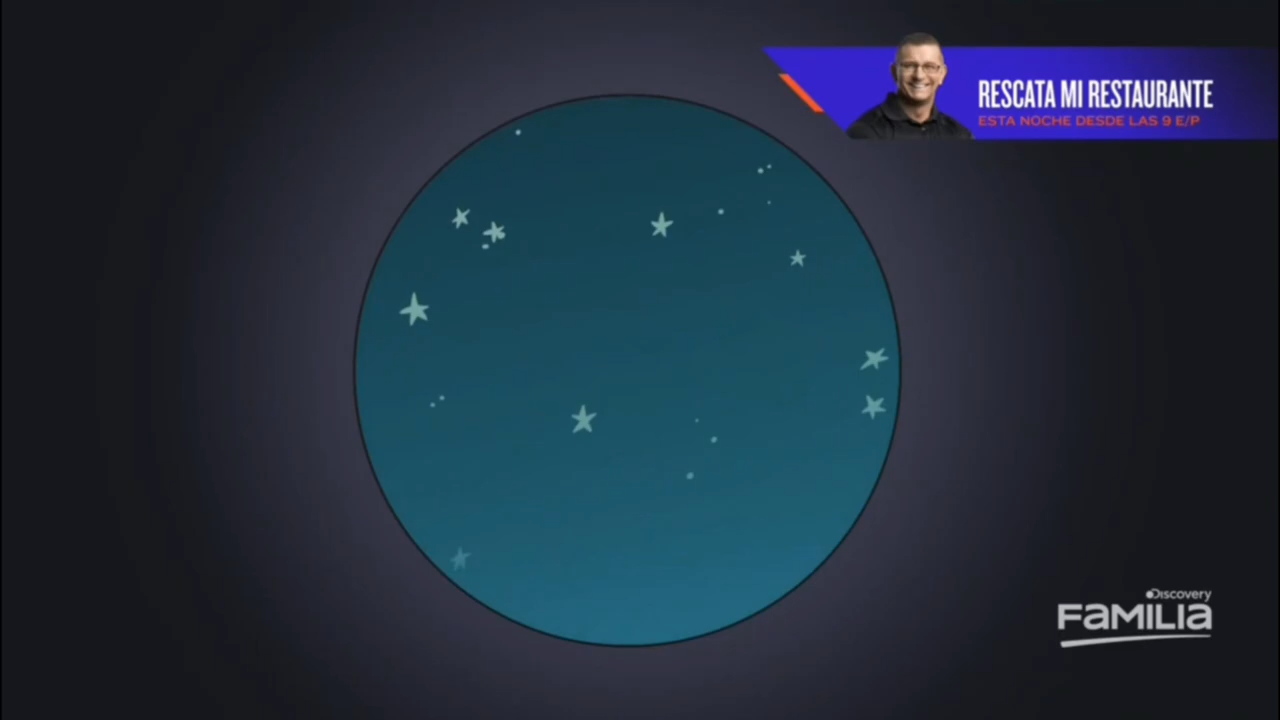 RESCATA MI RESTAURANTE
ESTA NOCHE DESDE LAS 9 E/P
Discovery
FAMILIA